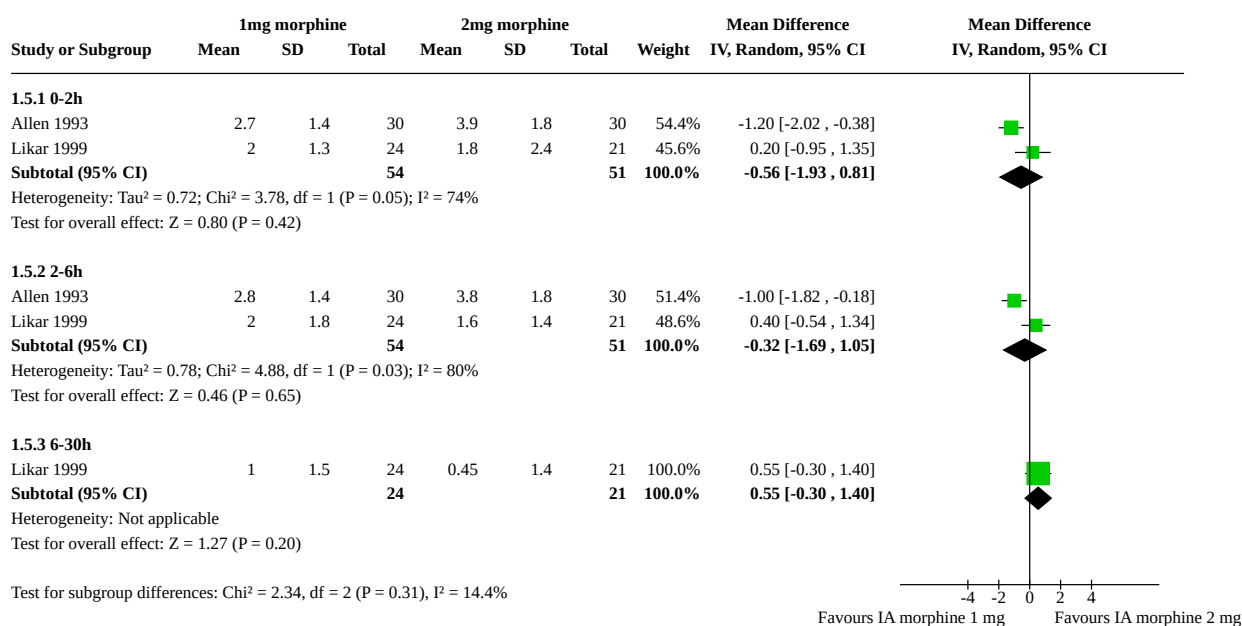 1mg morphine 2mg morphine Mean Difference Mean Difference
Study or Subgroup Mean SD Total Mean SD Total Weight IV, Random, 95% CI IV, Random, 95% CI
1.5.1 0-2h
Allen 1993 2.7 1.4 30 3.9 1.8 30 54.4% -1.20 [-2.02 , -0.38]
Likar 1999 2 1.3 24 1.8 2.4 21 45.6% 0.20 [-0.95 , 1.35]
Subtotal (95% CI) 54 51 100.0% -0.56 [-1.93 , 0.81]
Heterogeneity: Tau² = 0.72; Chi² = 3.78, df = 1 (P = 0.05); I² = 74%
Test for overall effect: Z = 0.80 (P = 0.42)
1.5.2 2-6h
Allen 1993 2.8 1.4 30 3.8 1.8 30 51.4% -1.00 [-1.82 , -0.18]
Likar 1999 2 1.8 24 1.6 1.4 21 48.6% 0.40 [-0.54 , 1.34]
Subtotal (95% CI) 54 51 100.0% -0.32 [-1.69 , 1.05]
Heterogeneity: Tau² = 0.78; Chi² = 4.88, df = 1 (P = 0.03); I² = 80%
Test for overall effect: Z = 0.46 (P = 0.65)
1.5.3 6-30h
Likar 1999 1 1.5 24 0.45 1.4 21 100.0% 0.55 [-0.30 , 1.40]
Subtotal (95% CI) 24 21 100.0% 0.55 [-0.30 , 1.40]
Heterogeneity: Not applicable
Test for overall effect: Z = 1.27 (P = 0.20)
Test for subgroup differences: Chi² = 2.34, df = 2 (P = 0.31), I² = 14.4%
-4 -2 0 2 4
Favours IA morphine 1 mg Favours IA morphine 2 mg